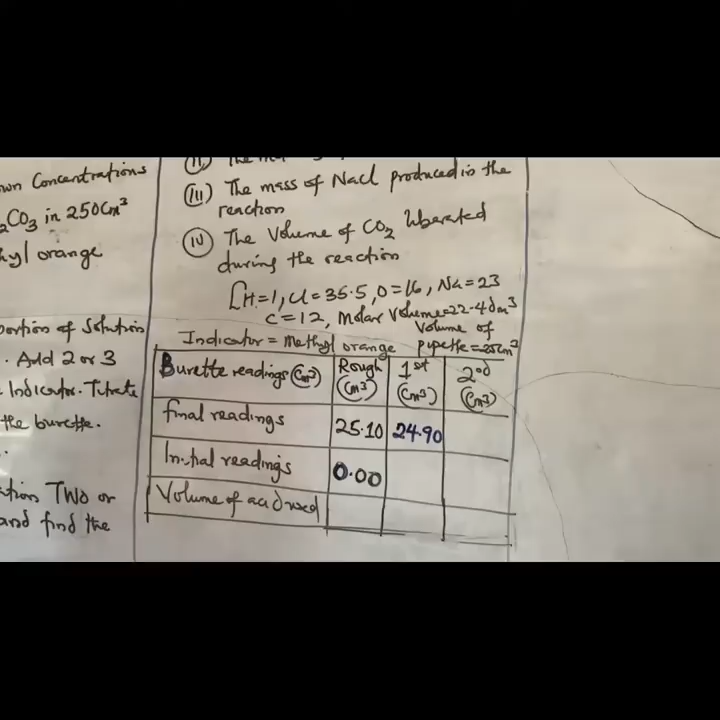 wn Concentrations
2CO3 in 250cm³
hyl orange
portion of Solution
. Add 2 or 3
e Indicator. Titrate
the burette.
ation TWO or
and find the
(II) The
(III) The mass of NaCl produced in the
reaction
(IV) The Volume of CO2 liberated
during the reaction
[H=1, Cl=35.5, O=16, Na=23
C=12, Molar Volume=22.4dm³
Indicator = Methyl orange
Volume of
pipette=25cm³
Burette readings (cm³) Rough (cm³) 1st (cm³) 2nd (cm³)
final readings 25.10 24.90
Initial readings 0.00
Volume of acid used